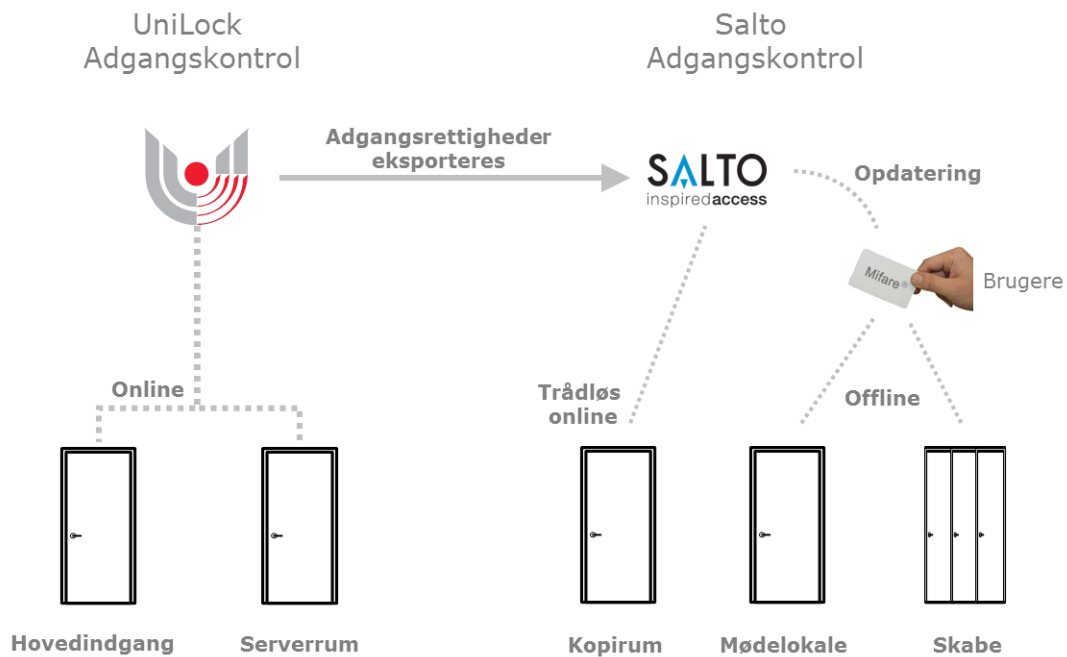 UniLock
Adgangskontrol
Salto
Adgangskontrol
Adgangsrettigheder
eksporteres
SALTO
inspiredaccess
Opdatering
Mifare®
Brugere
Online
Trådløs
online
Offline
Hovedindgang
Serverrum
Kopirum
Mødelokale
Skabe